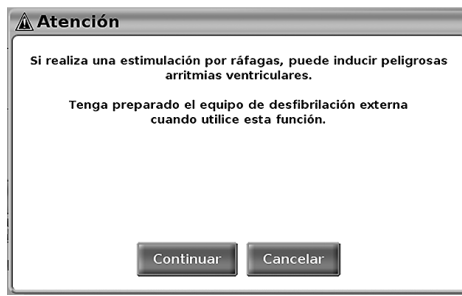 Atención
Si realiza una estimulación por ráfagas, puede inducir peligrosas
arritmias ventriculares.
Tenga preparado el equipo de desfibrilación externa
cuando utilice esta función.
Continuar
Cancelar